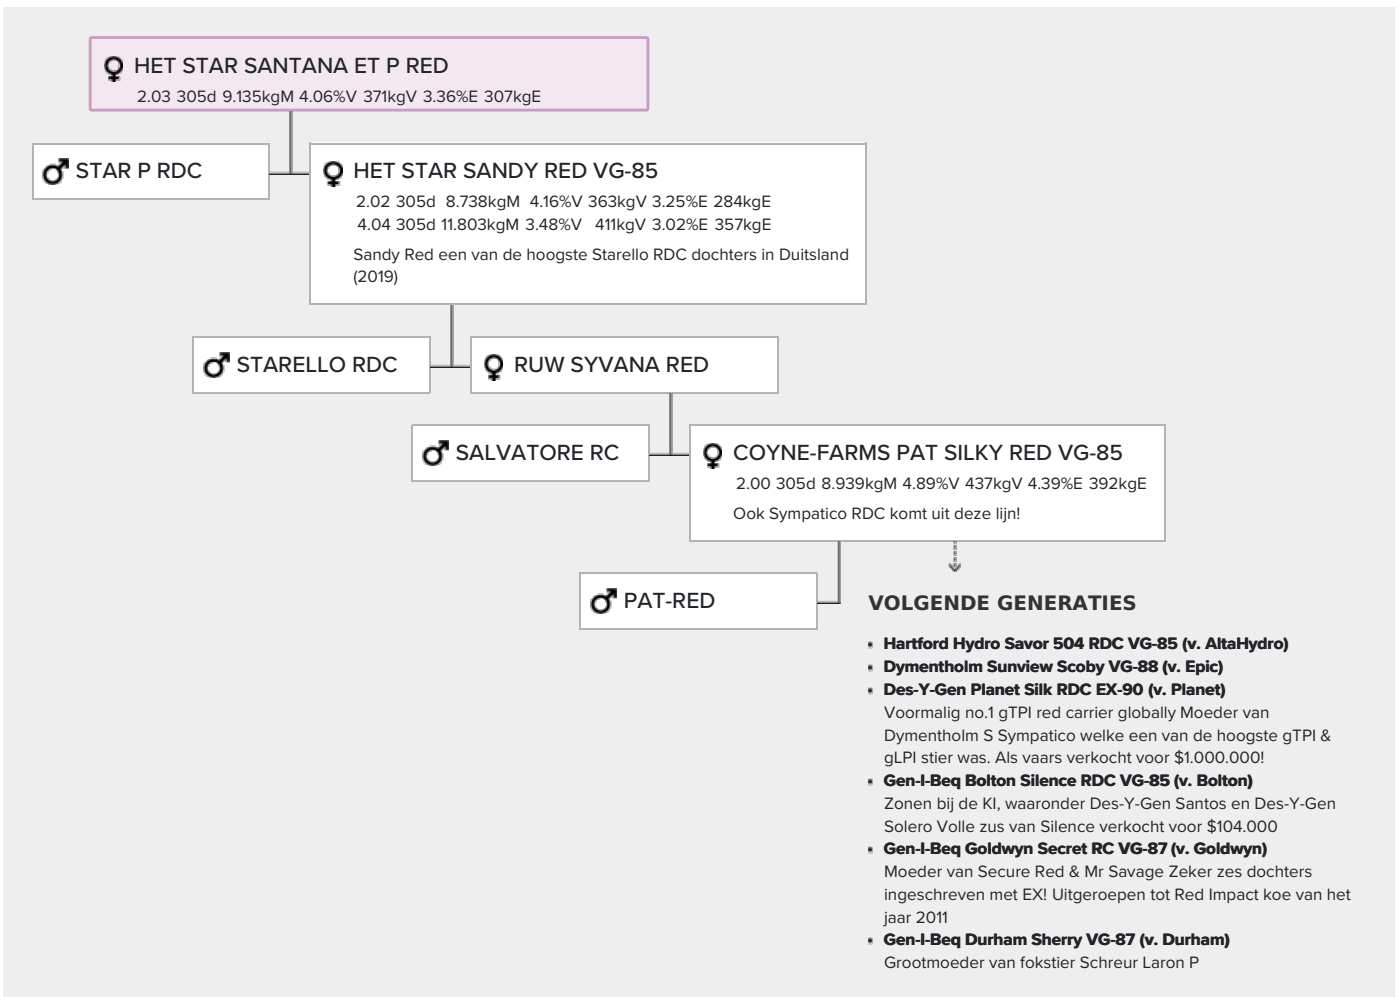 HET STAR SANTANA ET P RED
2.03 305d 9.135kgM 4.06%V 371kgV 3.36%E 307kgE
STAR P RDC
HET STAR SANDY RED VG-85
2.02 305d 8.738kgM 4.16%V 363kgV 3.25%E 284kgE
4.04 305d 11.803kgM 3.48%V 411kgV 3.02%E 357kgE
Sandy Red een van de hoogste Starello RDC dochters in Duitsland
(2019)
STARELLO RDC
RUW SYVANA RED
SALVATORE RC
COYNE-FARMS PAT SILKY RED VG-85
2.00 305d 8.939kgM 4.89%V 437kgV 4.39%E 392kgE
Ook Sympatico RDC komt uit deze lijn!
PAT-RED
VOLGENDE GENERATIES
▪ Hartford Hydro Savor 504 RDC VG-85 (v. AltaHydro)
▪ Dymentholm Sunview Scoby VG-88 (v. Epic)
▪ Des-Y-Gen Planet Silk RDC EX-90 (v. Planet)
Voormalig no.1 gTPI red carrier globally Moeder van
Dymentholm S Sympatico welke een van de hoogste gTPI &
gLPI stier was. Als vaars verkocht voor $1.000.000!
▪ Gen-I-Beq Bolton Silence RDC VG-85 (v. Bolton)
Zonen bij de KI, waaronder Des-Y-Gen Santos en Des-Y-Gen
Solero Volle zus van Silence verkocht voor $104.000
▪ Gen-I-Beq Goldwyn Secret RC VG-87 (v. Goldwyn)
Moeder van Secure Red & Mr Savage Zeker zes dochters
ingeschreven met EX! Uitgeroepen tot Red Impact koe van het
jaar 2011
▪ Gen-I-Beq Durham Sherry VG-87 (v. Durham)
Grootmoeder van fokstier Schreur Laron P